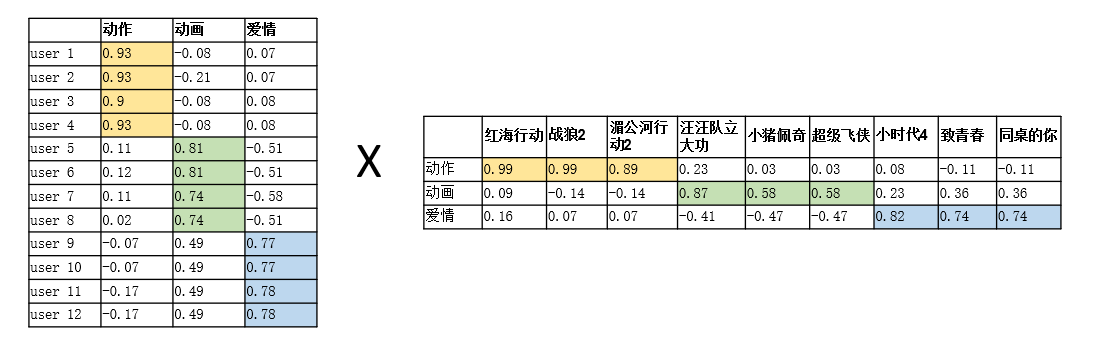 动作 动画 爱情
user 1 0.93 -0.08 0.07
user 2 0.93 -0.21 0.07
user 3 0.9 -0.08 0.08
user 4 0.93 -0.08 0.08
user 5 0.11 0.81 -0.51
user 6 0.12 0.81 -0.51
user 7 0.11 0.74 -0.58
user 8 0.02 0.74 -0.51
user 9 -0.07 0.49 0.77
user 10 -0.07 0.49 0.77
user 11 -0.17 0.49 0.78
user 12 -0.17 0.49 0.78
X
红海行动 战狼2 湄公河行动2 汪汪队立大功 小猪佩奇 超级飞侠 小时代4 致青春 同桌的你
动作 0.99 0.99 0.89 0.23 0.03 0.03 0.08 -0.11 -0.11
动画 0.09 -0.14 -0.14 0.87 0.58 0.58 0.23 0.36 0.36
爱情 0.16 0.07 0.07 -0.41 -0.47 -0.47 0.82 0.74 0.74